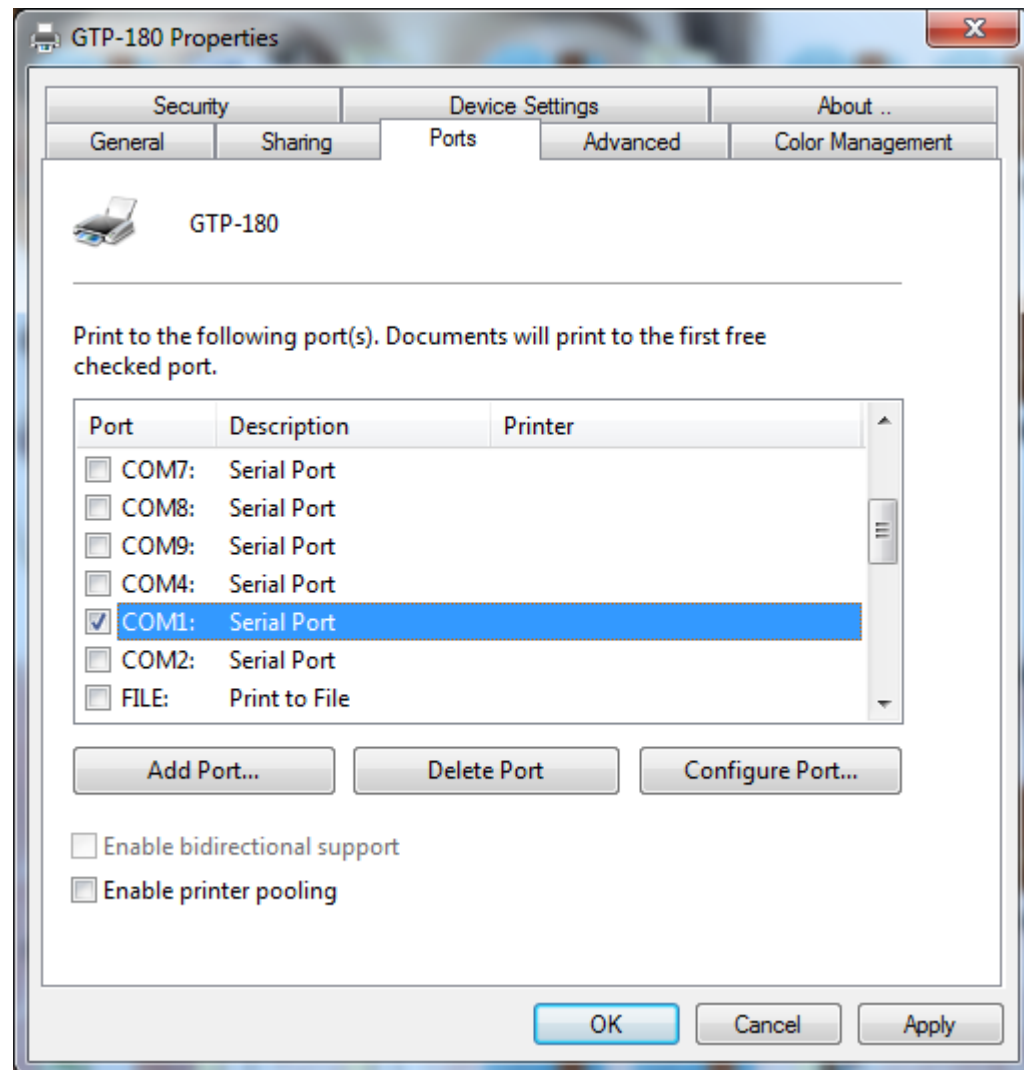 GTP-180 Properties
Security Device Settings About ..
General Sharing Ports Advanced Color Management
GTP-180
Print to the following port(s). Documents will print to the first free
checked port.
Port Description Printer
COM7: Serial Port
COM8: Serial Port
COM9: Serial Port
COM4: Serial Port
COM1: Serial Port
COM2: Serial Port
FILE: Print to File
Add Port... Delete Port Configure Port...
Enable bidirectional support
Enable printer pooling
OK Cancel Apply